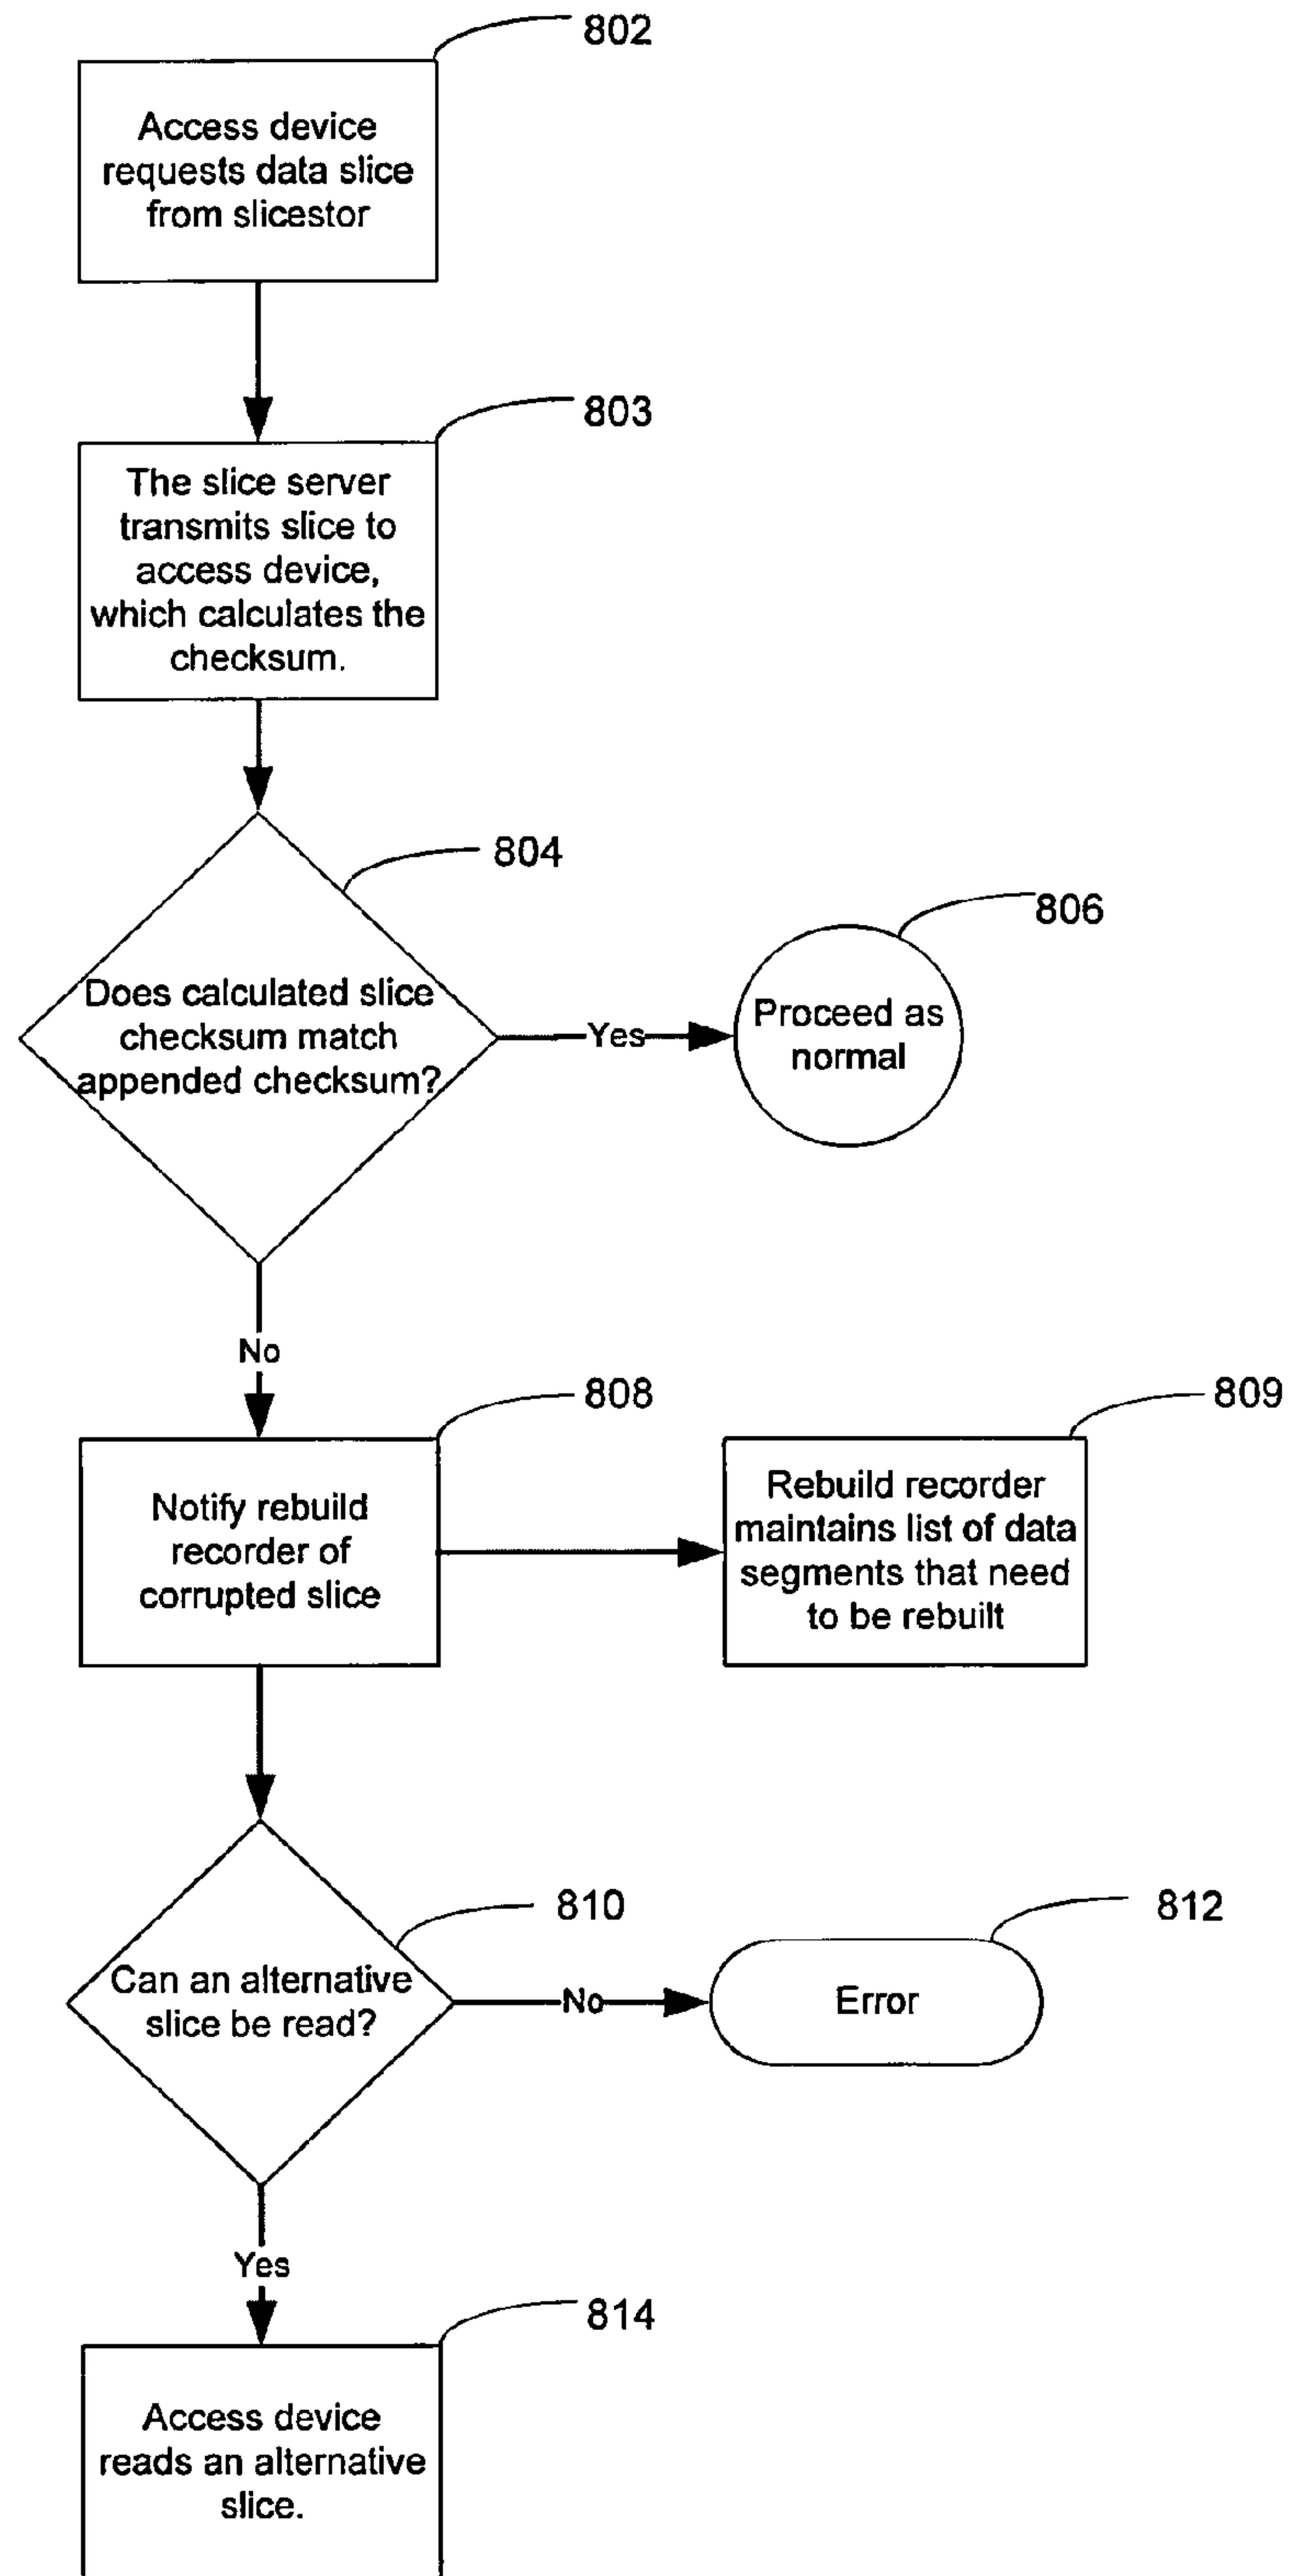 802
Access device
requests data slice
from slicestor
803
The slice server
transmits slice to
access device,
which calculates the
checksum.
804
Does calculated slice
checksum match
appended checksum?
Yes
806
Proceed as
normal
No
808
Notify rebuild
recorder of
corrupted slice
809
Rebuild recorder
maintains list of data
segments that need
to be rebuilt
810
Can an alternative
slice be read?
No
812
Error
Yes
814
Access device
reads an alternative
slice.